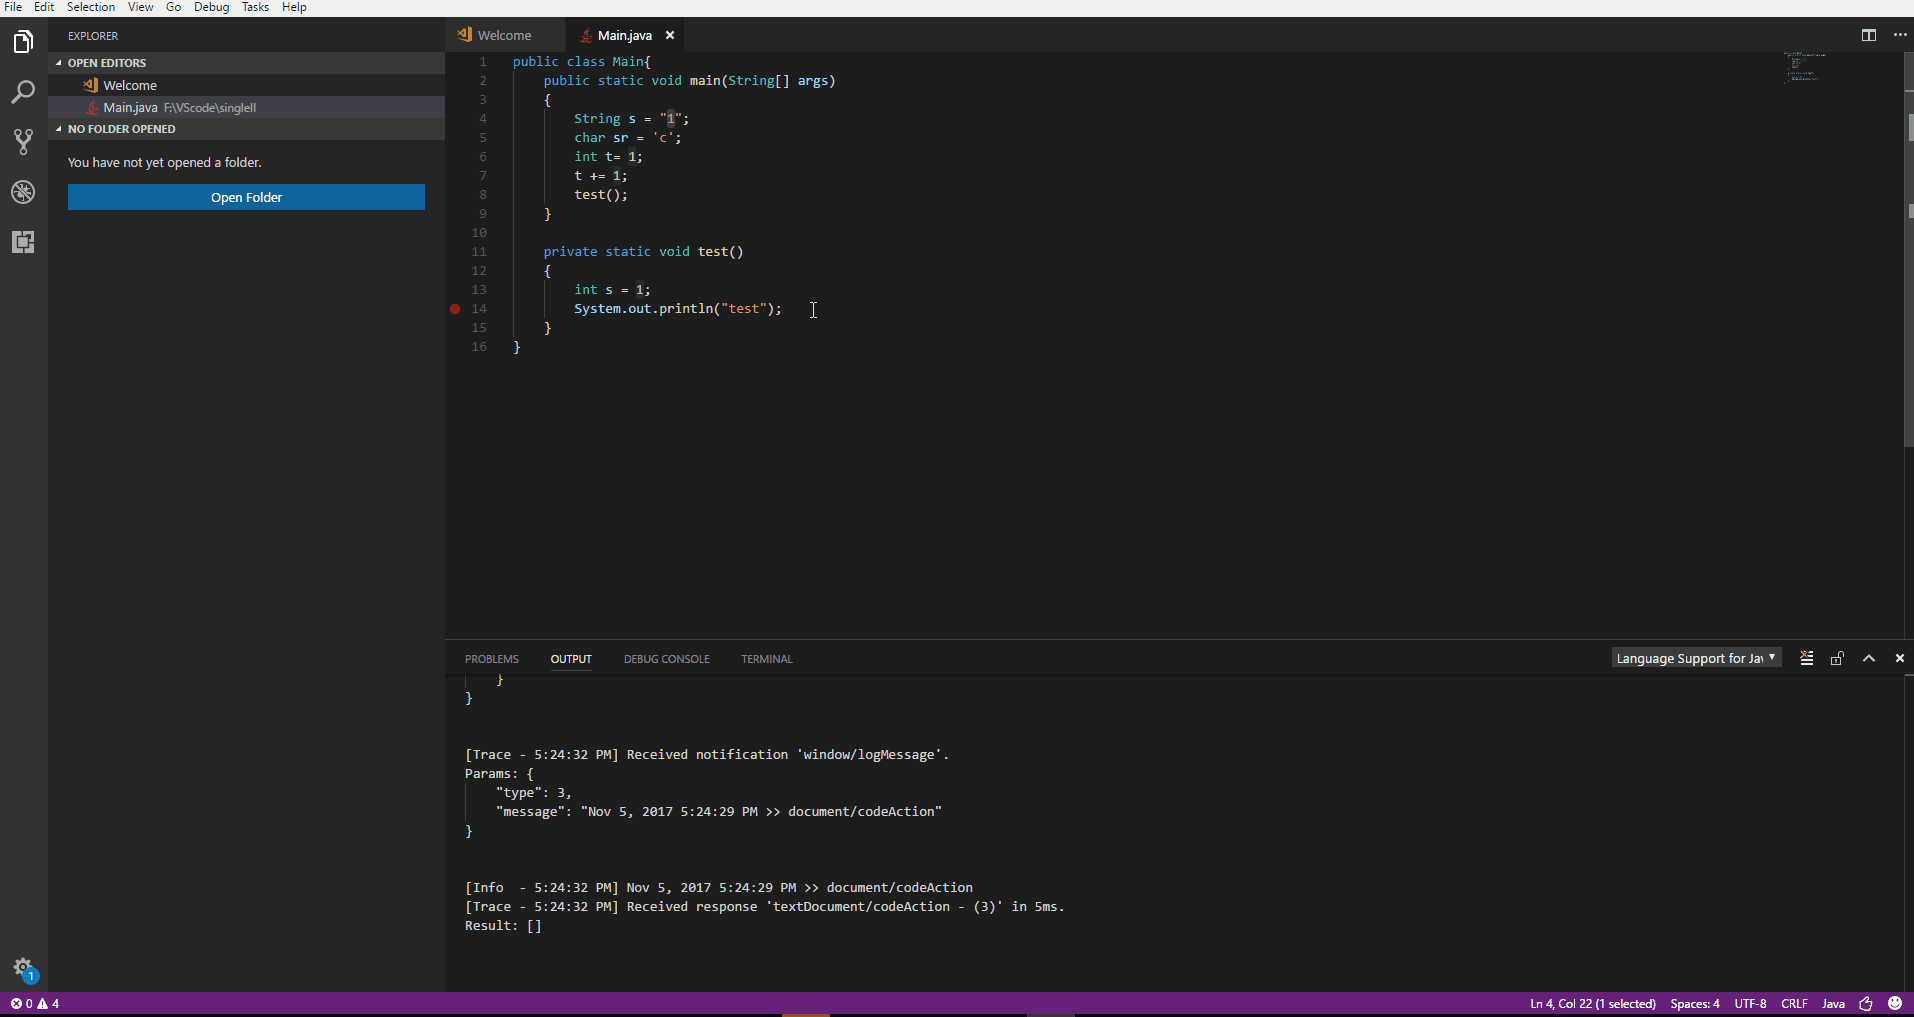 File Edit Selection View Go Debug Tasks Help
EXPLORER
OPEN EDITORS
Welcome
Main.java F:\VScode\singlell
NO FOLDER OPENED
You have not yet opened a folder.
Open Folder
1
Welcome
Main.java
1 public class Main{
2 public static void main(String[] args)
3 {
4 String s = "1";
5 char sr = 'c';
6 int t= 1;
7 t += 1;
8 test();
9 }
10
11 private static void test()
12 {
13 int s = 1;
14 System.out.println("test");
15 }
16 }
PROBLEMS OUTPUT DEBUG CONSOLE TERMINAL
Language Support for Jav
}
}
[Trace - 5:24:32 PM] Received notification 'window/logMessage'.
Params: {
"type": 3,
"message": "Nov 5, 2017 5:24:29 PM >> document/codeAction"
}
[Info  - 5:24:32 PM] Nov 5, 2017 5:24:29 PM >> document/codeAction
[Trace - 5:24:32 PM] Received response 'textDocument/codeAction - (3)' in 5ms.
Result: []
0 4
Ln 4, Col 22 (1 selected) Spaces: 4 UTF-8 CRLF Java